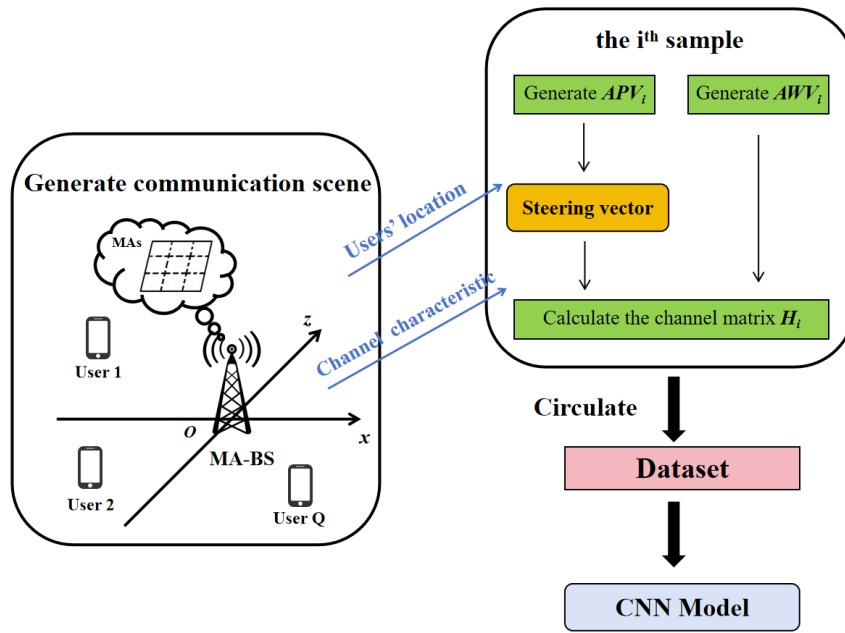 Generate communication scene
MAs
z
User 1
O
x
MA-BS
User 2
User Q
Users' location
Channel characteristic
the iᵗʰ sample
Generate APVᵢ
Generate AWVᵢ
Steering vector
Calculate the channel matrix Hᵢ
Circulate
Dataset
CNN Model